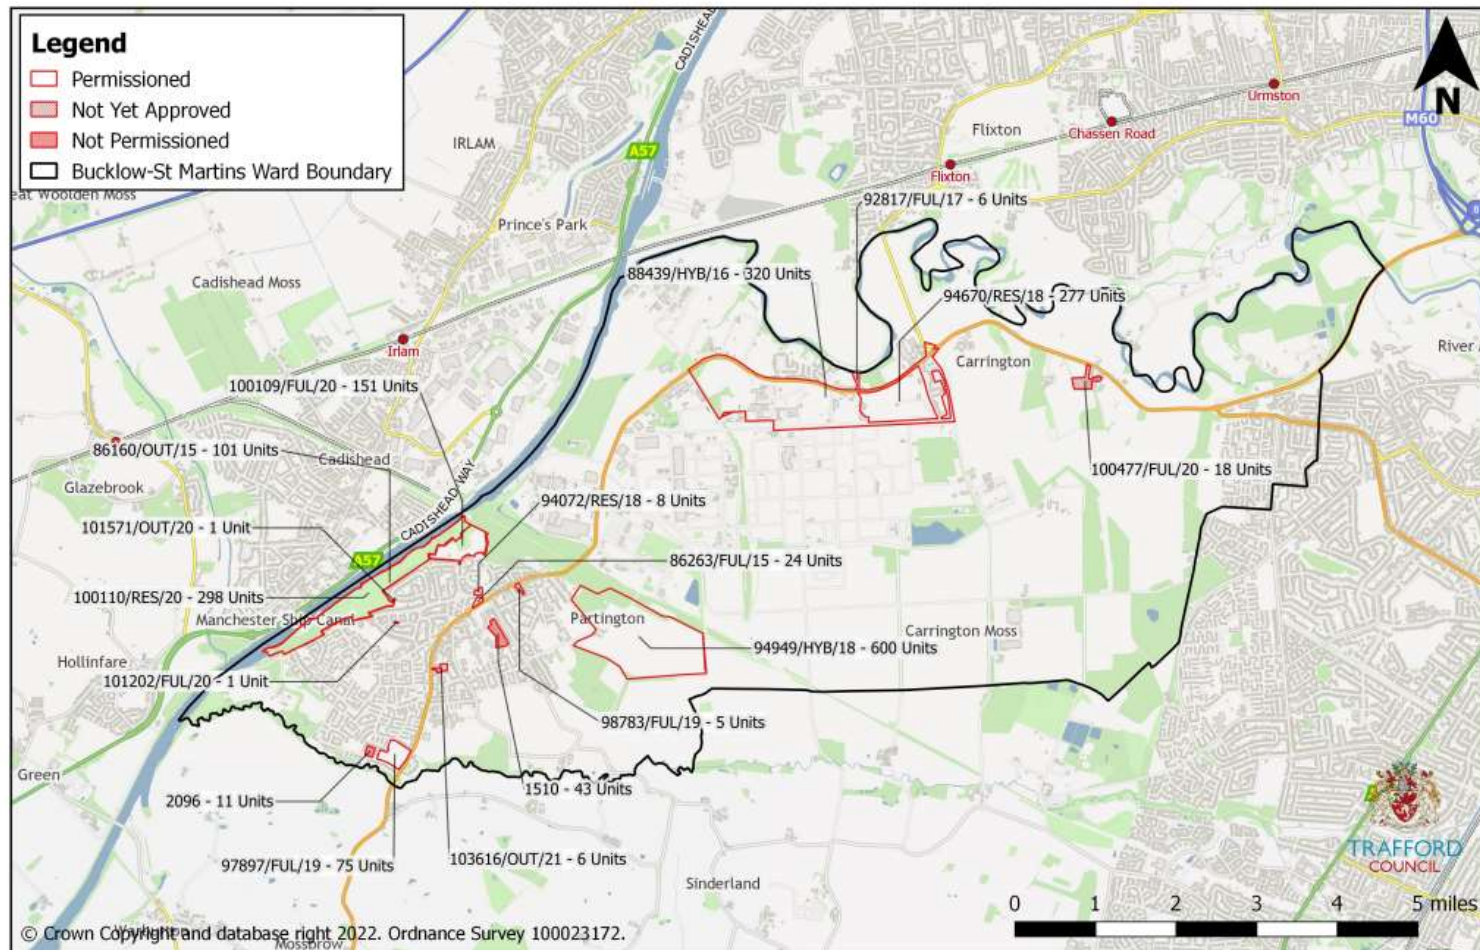 Legend
Permissioned
Not Yet Approved
Not Permissioned
Bucklow-St Martins Ward Boundary
CADISHEAD
N
Urmston
M60
Chassen Road
Flixton
IRLAM
A57
Flixton
eat Woolden Moss
92817/FUL/17 - 6 Units
Prince's Park
88439/HYB/16 - 320 Units
Cadishead Moss
94670/RES/18 - 277 Units
Irlam
Carrington
River
100109/FUL/20 - 151 Units
86160/OUT/15 - 101 Units
Cadishead
Glazebrook
100477/FUL/20 - 18 Units
94072/RES/18 - 8 Units
CADISHEAD WAY
101571/OUT/20 - 1 Unit
A57
86263/FUL/15 - 24 Units
100110/RES/20 - 298 Units
Manchester Ship Canal
Partington
Carrington Moss
94949/HYB/18 - 600 Units
Hollinfare
101202/FUL/20 - 1 Unit
98783/FUL/19 - 5 Units
Green
1510 - 43 Units
2096 - 11 Units
97897/FUL/19 - 75 Units
103616/OUT/21 - 6 Units
Sinderland
TRAFFORD
COUNCIL
0 1 2 3 4 5 miles
Warburton
© Crown Copyright and database right 2022. Ordnance Survey 100023172.
Mossbrow